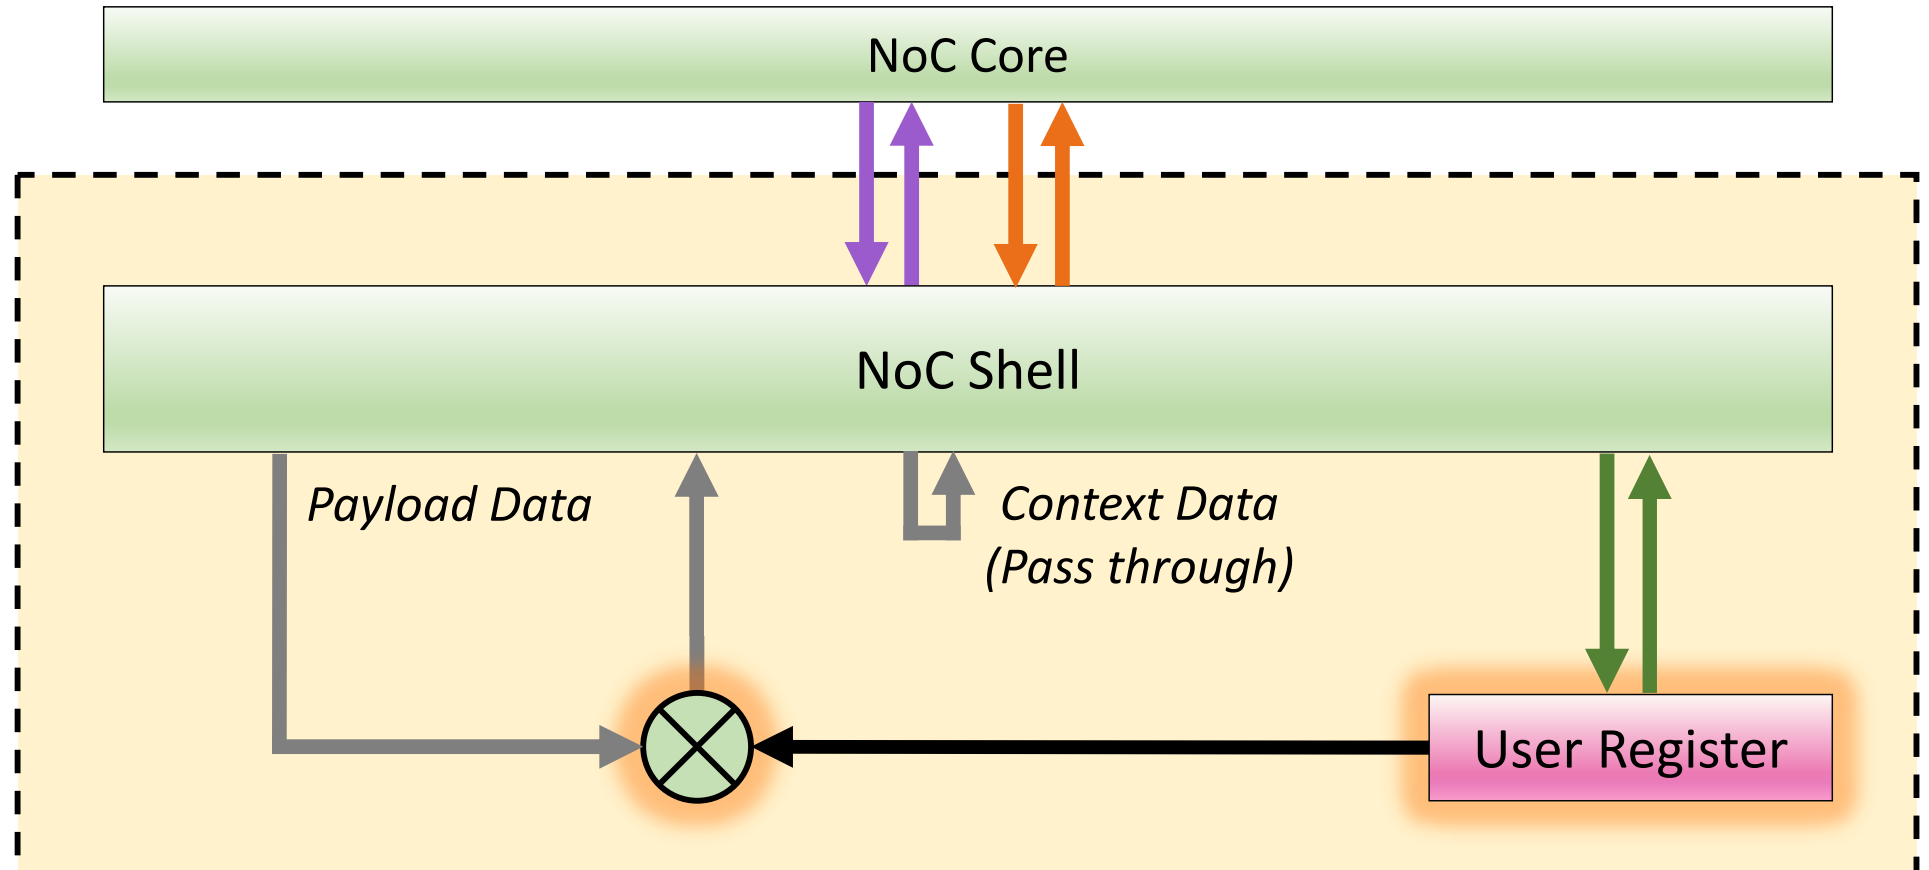 NoC Core
NoC Shell
Payload Data
Context Data
(Pass through)
User Register